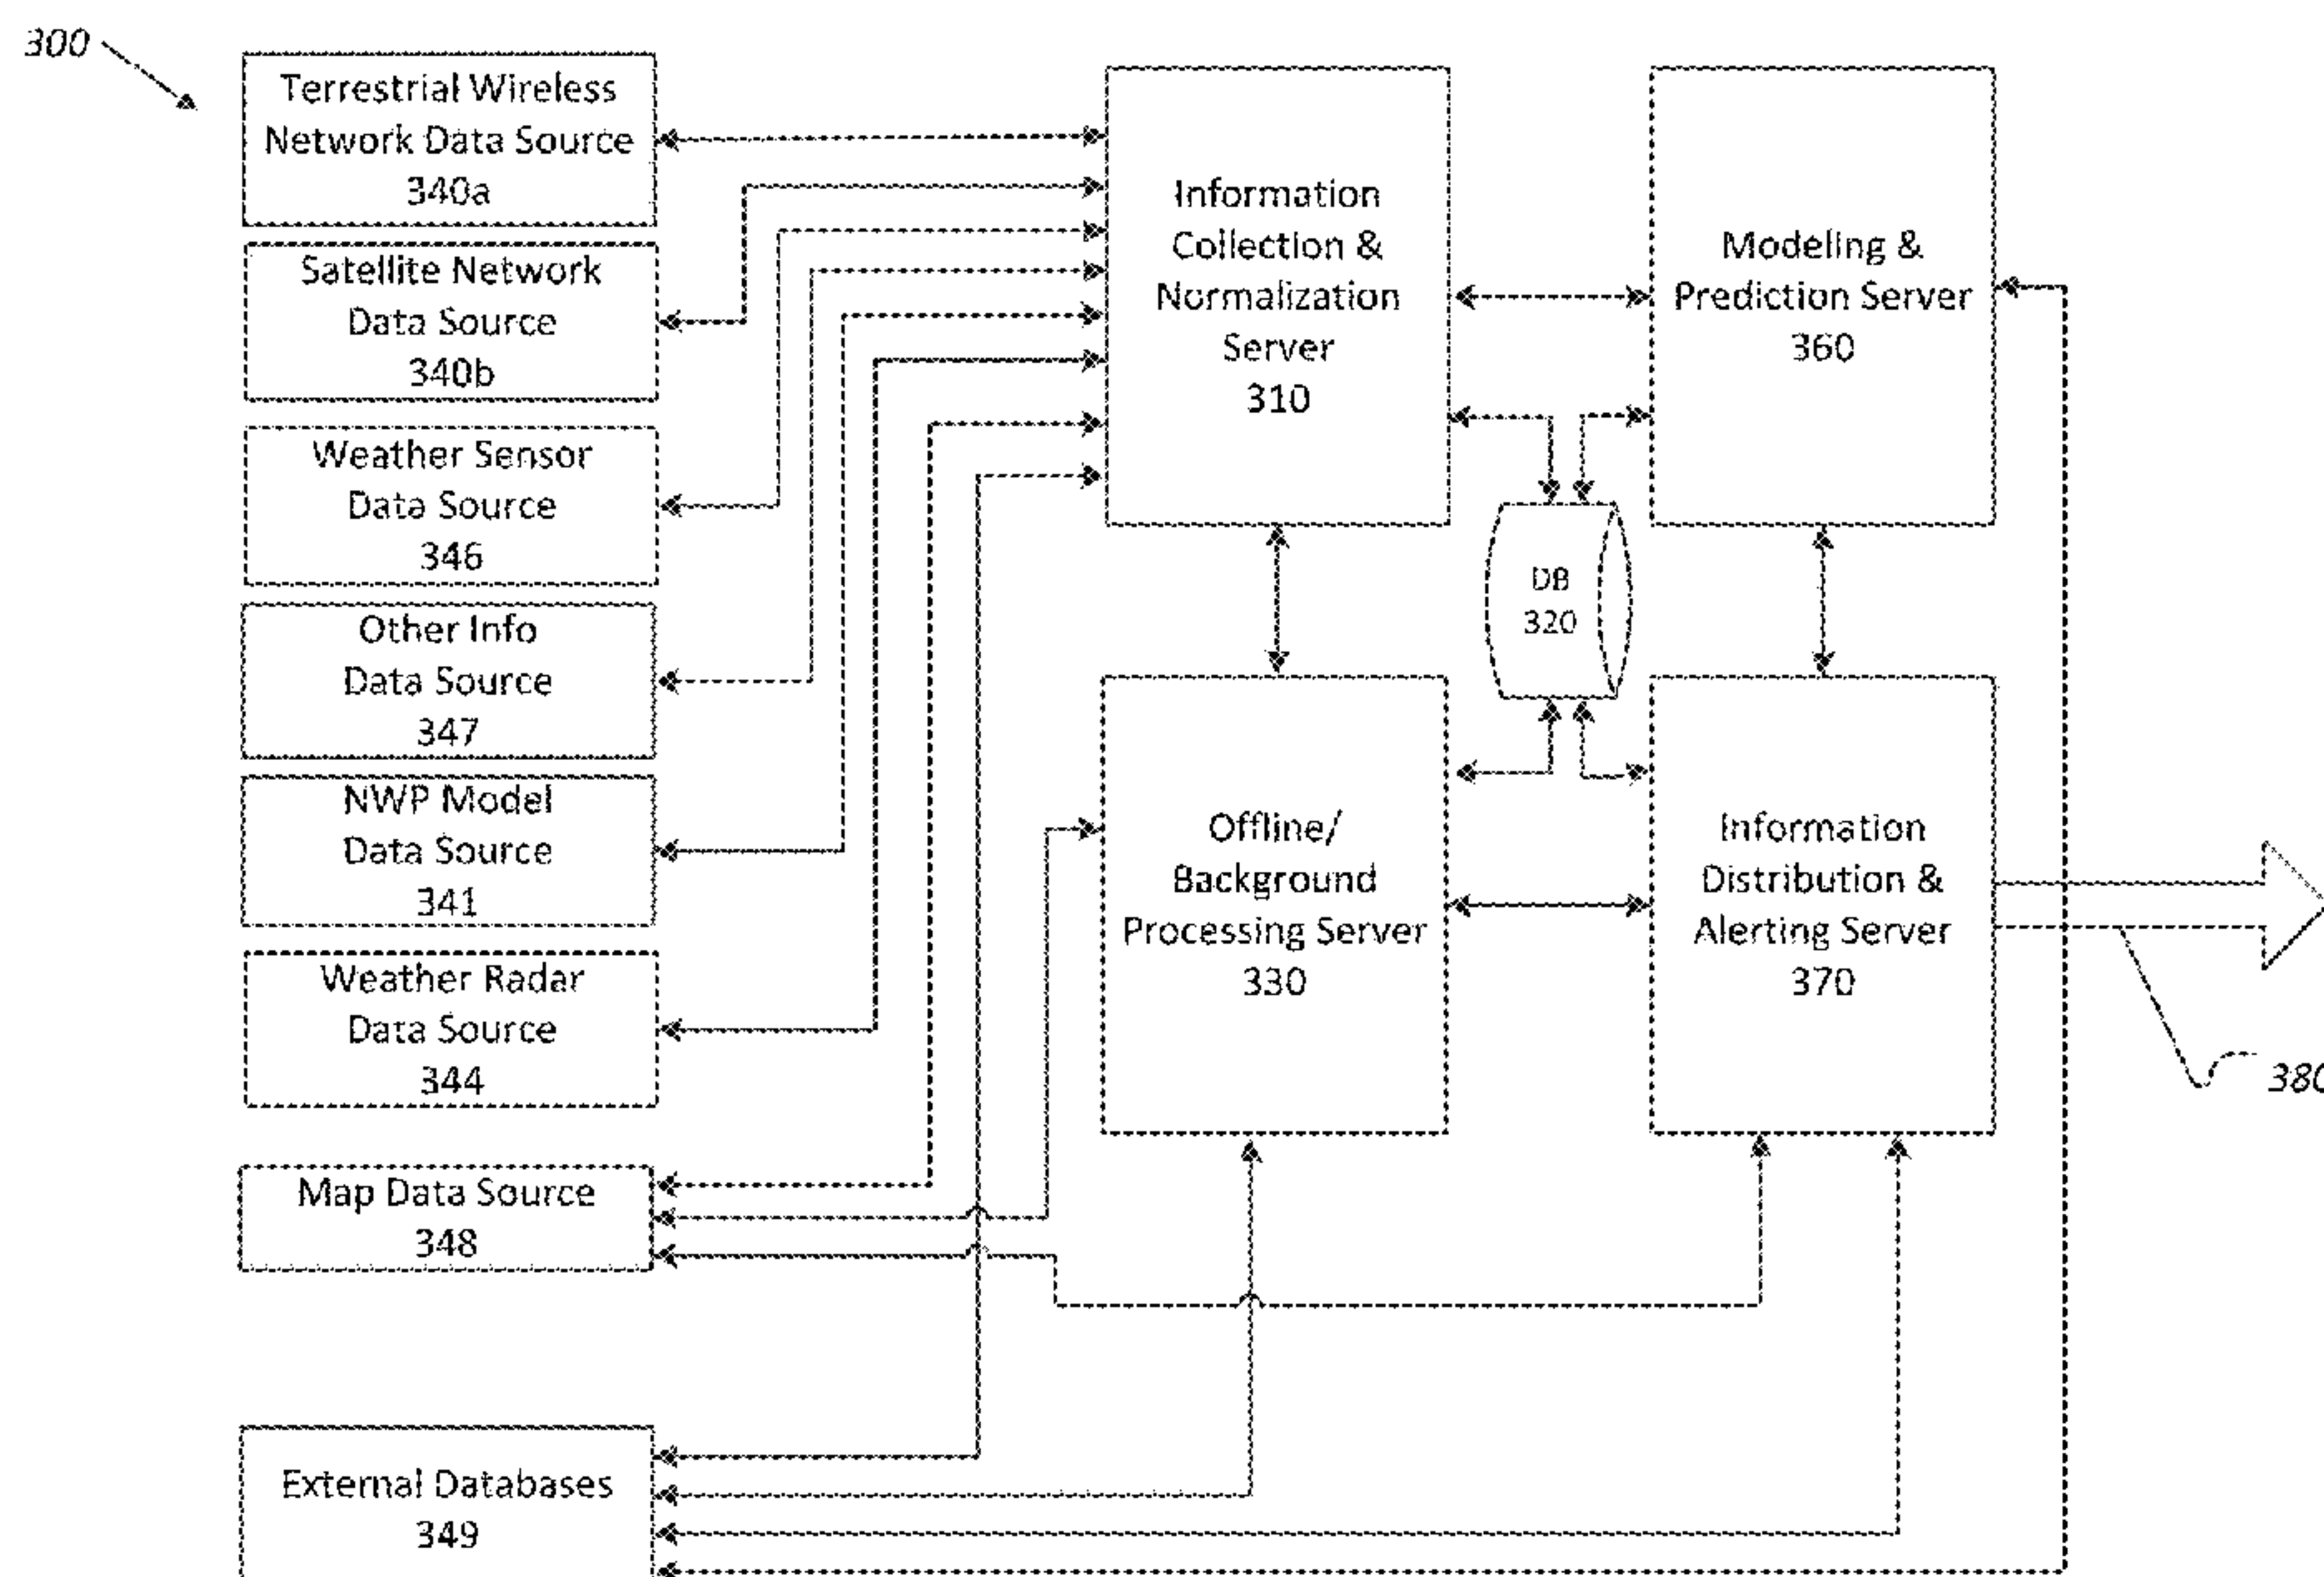 300
Terrestrial Wireless
Network Data Source
340a
Satellite Network
Data Source
340b
Weather Sensor
Data Source
346
Other Info
Data Source
347
NWP Model
Data Source
341
Weather Radar
Data Source
344
Map Data Source
348
External Databases
349
Information
Collection &
Normalization
Server
310
Modeling &
Prediction Server
360
DB
320
Offline/
Background
Processing Server
330
Information
Distribution &
Alerting Server
370
380